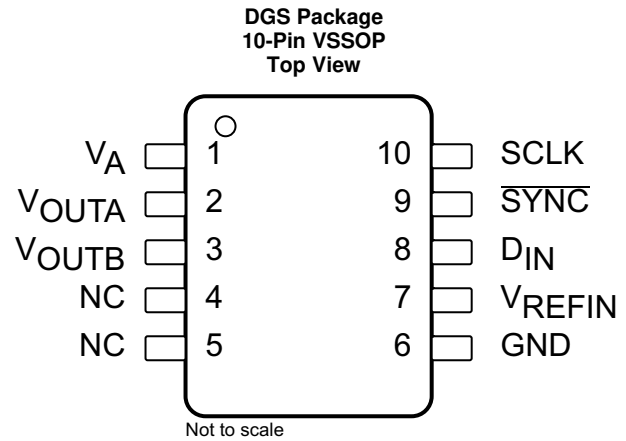 DGS Package
10-Pin VSSOP
Top View
VA 1 10 SCLK
VOUTA 2 9 SYNC
VOUTB 3 8 DIN
NC 4 7 VREFIN
NC 5 6 GND
Not to scale